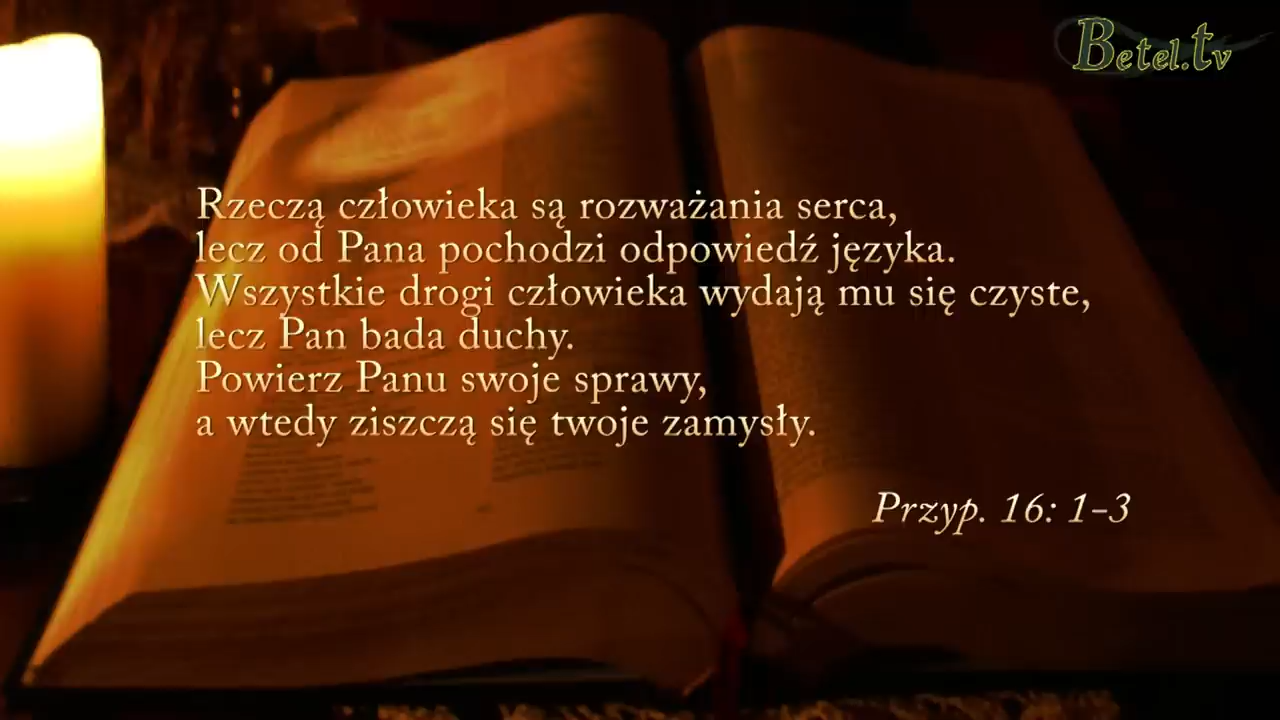 Betel.tv
Rzeczą człowieka są rozważania serca,
lecz od Pana pochodzi odpowiedź języka.
Wszystkie drogi człowieka wydają mu się czyste,
lecz Pan bada duchy.
Powierz Panu swoje sprawy,
a wtedy ziszczą się twoje zamysły.
Przyp. 16: 1-3